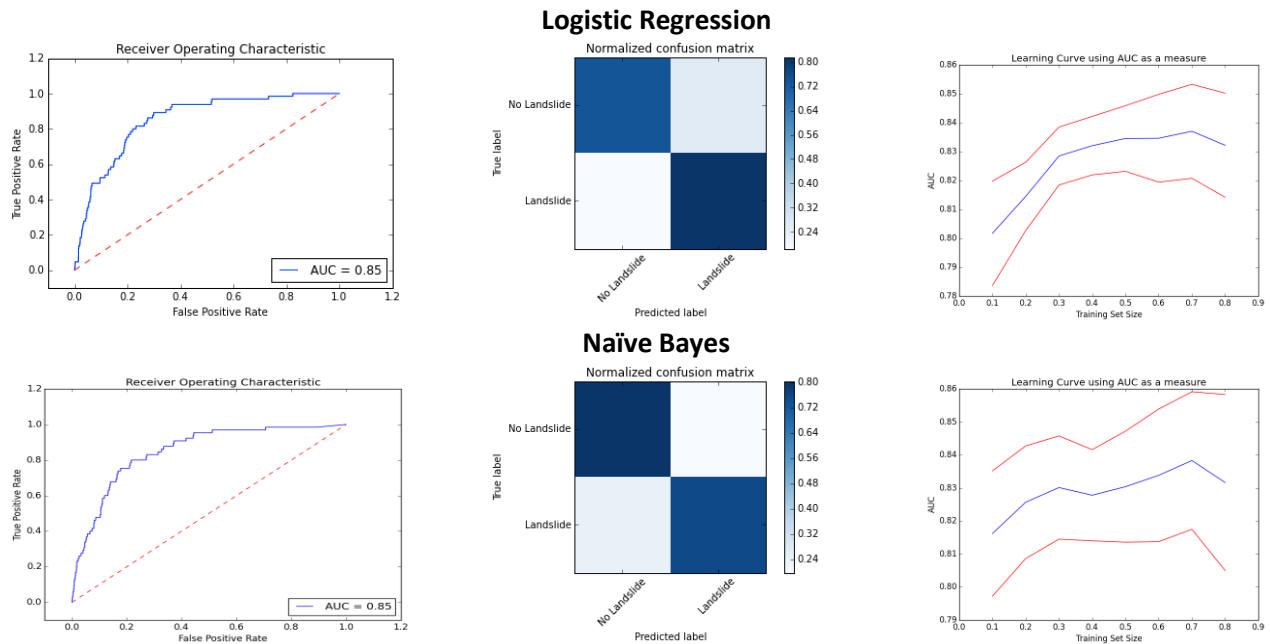 Logistic Regression
Receiver Operating Characteristic
1.2
1.0
0.8
0.6
0.4
0.2
0.0
True Positive Rate
AUC = 0.85
0.0 0.2 0.4 0.6 0.8 1.0 1.2
False Positive Rate
Normalized confusion matrix
True label
No Landslide
Landslide
No Landslide
Landslide
Predicted label
0.80
0.72
0.64
0.56
0.48
0.40
0.32
0.24
Learning Curve using AUC as a measure
0.86
0.85
0.84
0.83
0.82
0.81
0.80
0.79
0.78
AUC
0.1 0.2 0.3 0.4 0.5 0.6 0.7 0.8 0.9
Training Set Size
Naïve Bayes
Receiver Operating Characteristic
1.2
1.0
0.8
0.6
0.4
0.2
0.0
True Positive Rate
AUC = 0.85
0.0 0.2 0.4 0.6 0.8 1.0 1.2
False Positive Rate
Normalized confusion matrix
True label
No Landslide
Landslide
No Landslide
Landslide
Predicted label
0.80
0.72
0.64
0.56
0.48
0.40
0.32
0.24
Learning Curve using AUC as a measure
0.86
0.85
0.84
0.83
0.82
0.81
0.80
0.79
AUC
0.1 0.2 0.3 0.4 0.5 0.6 0.7 0.8 0.9
Training Set Size